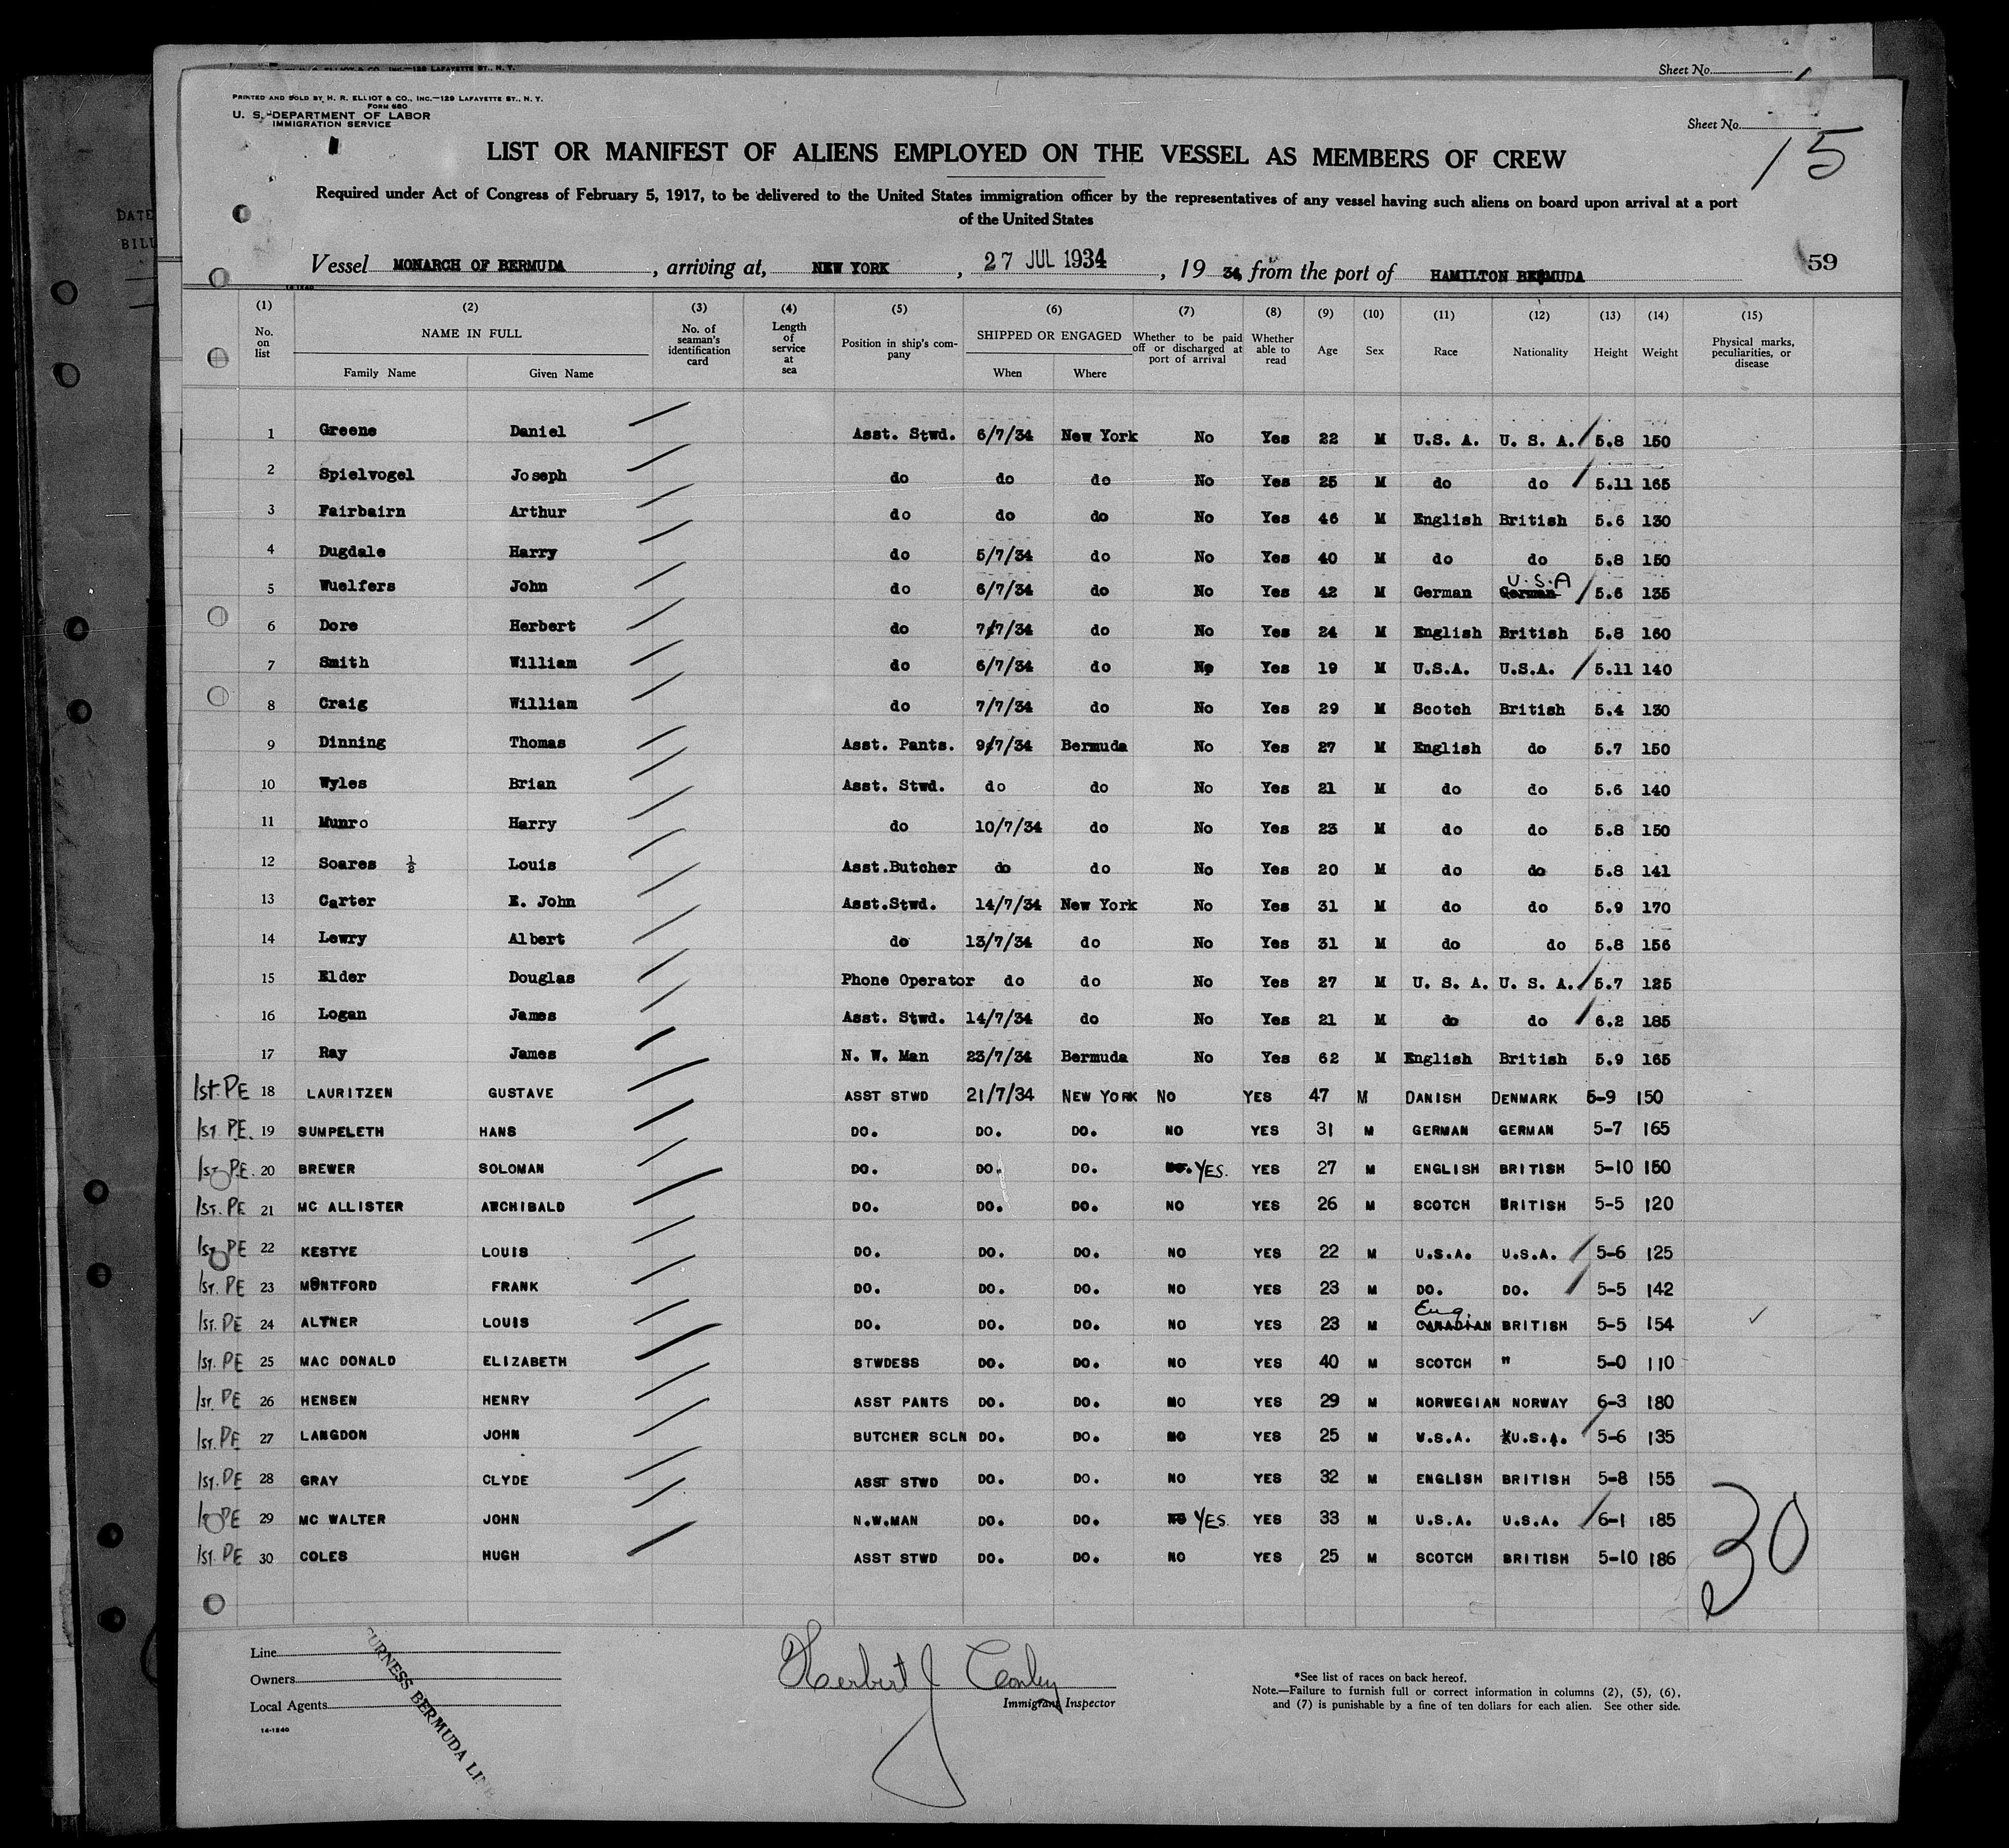 DATE
BILL
Sheet No.
PRINTED AND SOLD BY H. R. ELLIOT & CO., INC.—129 LAFAYETTE ST., N. Y.
FORM 680
U. S. DEPARTMENT OF LABOR
IMMIGRATION SERVICE
Sheet No.
15
LIST OR MANIFEST OF ALIENS EMPLOYED ON THE VESSEL AS MEMBERS OF CREW
Required under Act of Congress of February 5, 1917, to be delivered to the United States immigration officer by the representatives of any vessel having such aliens on board upon arrival at a port
of the United States
Vessel MONARCH OF BERMUDA, arriving at, NEW YORK, 27 JUL 1934, 19 34, from the port of HAMILTON BERMUDA 59
(1) (2) (3) (4) (5) (6) (7) (8) (9) (10) (11) (12) (13) (14) (15)
No. on list NAME IN FULL Family Name Given Name No. of seaman's identification card Length of service at sea Position in ship's company SHIPPED OR ENGAGED When Where Whether to be paid off or discharged at port of arrival Whether able to read Age Sex Race Nationality Height Weight Physical marks, peculiarities, or disease
1 Greene Daniel Asst. Stwd. 6/7/34 New York No Yes 22 M U.S. A. U. S. A. 5.8 150
2 Spielvogel Joseph do do do No Yes 25 M do do 5.11 165
3 Fairbairn Arthur do do do No Yes 46 M English British 5.6 130
4 Dugdale Harry do 5/7/34 do No Yes 40 M do do 5.8 150
5 Wuelfers John do 6/7/34 do No Yes 42 M German German U.S.A 5.6 135
6 Dore Herbert do 7/7/34 do No Yes 24 M English British 5.8 160
7 Smith William do 6/7/34 do No Yes 19 M U.S.A. U.S.A. 5.11 140
8 Craig William do 7/7/34 do No Yes 29 M Scotch British 5.4 130
9 Dinning Thomas Asst. Pants. 9/7/34 Bermuda No Yes 27 M English do 5.7 150
10 Wyles Brian Asst. Stwd. do do No Yes 21 M do do 5.6 140
11 Munro Harry do 10/7/34 do No Yes 23 M do do 5.8 150
12 Soares ½ Louis Asst.Butcher do do No Yes 20 M do do 5.8 141
13 Carter E. John Asst.Stwd. 14/7/34 New York No Yes 31 M do do 5.9 170
14 Lewry Albert do 13/7/34 do No Yes 31 M do do 5.8 156
15 Elder Douglas Phone Operator do do No Yes 27 M U. S. A. U. S. A. 5.7 125
16 Logan James Asst. Stwd. 14/7/34 do No Yes 21 M do do 6.2 185
17 Ray James N. W. Man 23/7/34 Bermuda No Yes 62 M English British 5.9 165
1st. PE 18 LAURITZEN GUSTAVE ASST STWD 21/7/34 NEW YORK NO YES 47 M DANISH DENMARK 5-9 150
1ST. PE. 19 SUMPELETH HANS DO. DO. DO. NO YES 31 M GERMAN GERMAN 5-7 165
1ST PE. 20 BREWER SOLOMAN DO. DO. DO. NO. YES. YES 27 M ENGLISH BRITISH 5-10 150
1ST. PE 21 MC ALLISTER ARCHIBALD DO. DO. DO. NO YES 26 M SCOTCH BRITISH 5-5 120
1ST PE 22 KESTYE LOUIS DO. DO. DO. NO YES 22 M U.S.A. U.S.A. 5-6 125
1ST. PE 23 MONTFORD FRANK DO. DO. DO. NO YES 23 M DO. DO. 5-5 142
1ST. PE 24 ALTNER LOUIS DO. DO. DO. NO YES 23 M CANADIAN Eng. BRITISH 5-5 154
1ST. PE 25 MAC DONALD ELIZABETH STWDESS DO. DO. NO YES 40 M SCOTCH " 5-0 110
1ST. PE 26 HENSEN HENRY ASST PANTS DO. DO. NO YES 29 M NORWEGIAN NORWAY 6-3 180
1ST. PE 27 LANGDON JOHN BUTCHER SCLN DO. DO. NO YES 25 M U.S.A. U.S.A. 5-6 135
1ST. PE 28 GRAY CLYDE ASST STWD DO. DO. NO YES 32 M ENGLISH BRITISH 5-8 155
PE 29 MC WALTER JOHN N.W.MAN DO. DO. NO YES. YES 33 M U.S.A. U.S.A. 6-1 185
1ST. PE 30 COLES HUGH ASST STWD DO. DO. NO YES 25 M SCOTCH BRITISH 5-10 186
30
Line
Owners
Local Agents
14-1240
FURNESS BERMUDA LINE
Herbert J Conley
Immigrant Inspector
*See list of races on back hereof.
Note.—Failure to furnish full or correct information in columns (2), (5), (6),
and (7) is punishable by a fine of ten dollars for each alien. See other side.